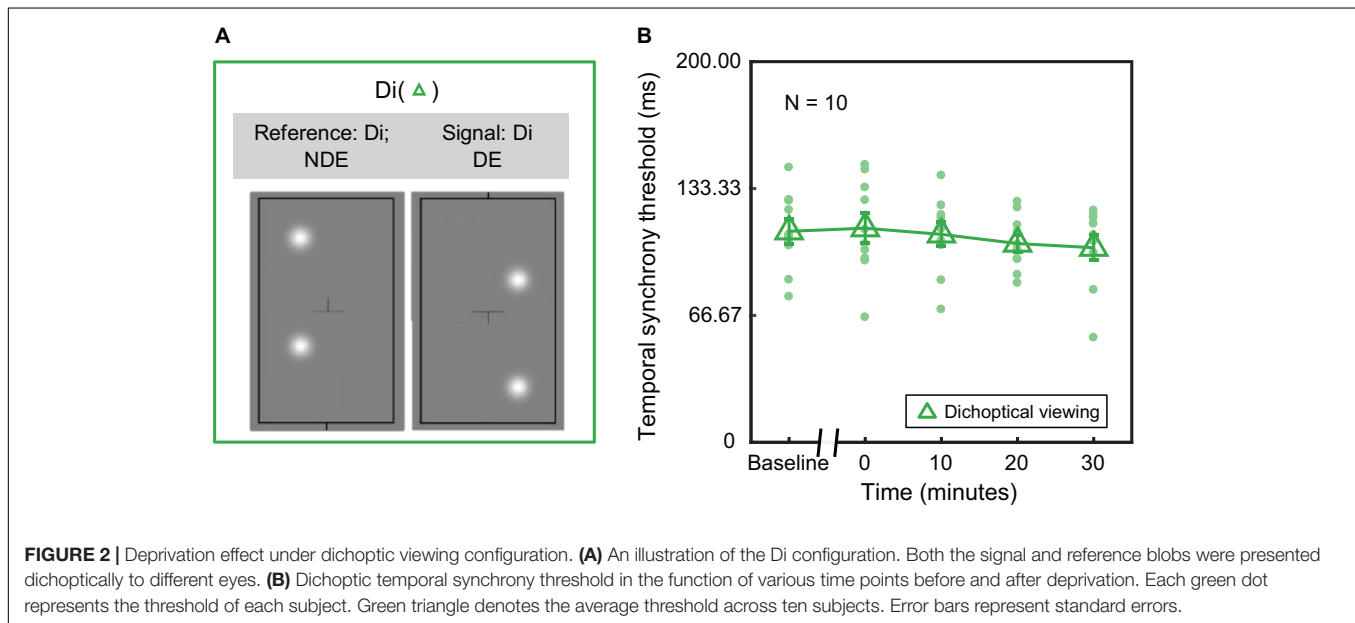 A
Di( △ )
Reference: Di;
NDE
Signal: Di
DE
B
Temporal synchrony threshold (ms)
200.00
133.33
66.67
0
N = 10
Dichoptical viewing
Baseline 0 10 20 30
Time (minutes)
FIGURE 2 | Deprivation effect under dichoptic viewing configuration. (A) An illustration of the Di configuration. Both the signal and reference blobs were presented
dichoptically to different eyes. (B) Dichoptic temporal synchrony threshold in the function of various time points before and after deprivation. Each green dot
represents the threshold of each subject. Green triangle denotes the average threshold across ten subjects. Error bars represent standard errors.